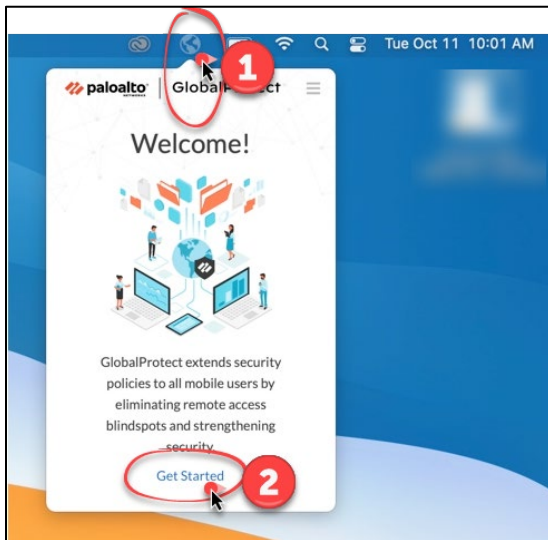 Tue Oct 11 10:01 AM
1
paloalto NETWORKS GlobalProtect
Welcome!
GlobalProtect extends security
policies to all mobile users by
eliminating remote access
blindspots and strengthening
security.
Get Started
2